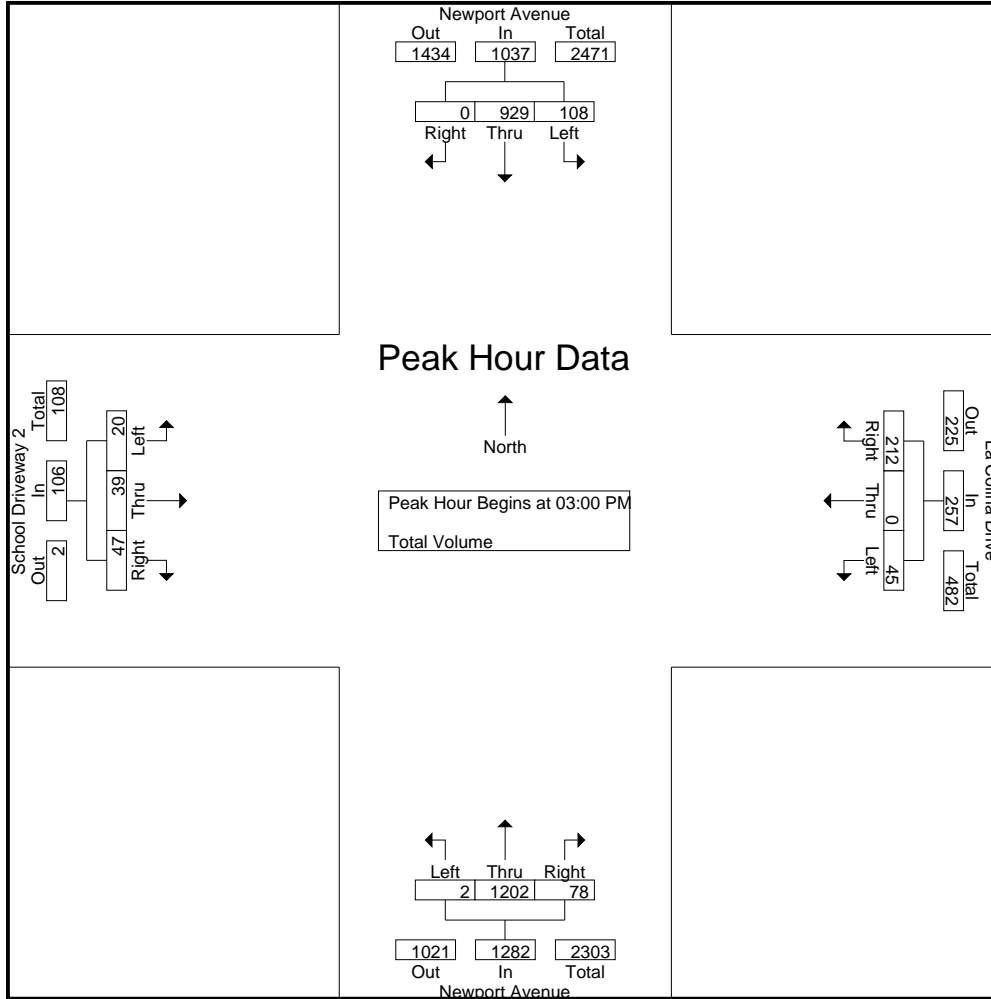 Newport Avenue
Out In Total
1434 1037 2471
0 929 108
Right Thru Left
Peak Hour Data
North
Peak Hour Begins at 03:00 PM
Total Volume
School Driveway 2
Out In Total
2 106 108
20 39 47
Left Thru Right
La Colina Drive
Out In Total
225 257 482
212 0 45
Right Thru Left
Left Thru Right
2 1202 78
1021 1282 2303
Out In Total
Newport Avenue